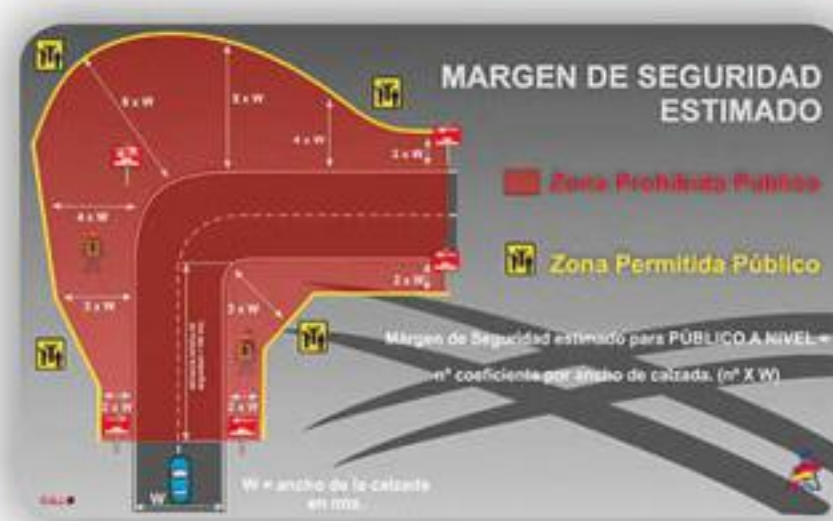 MARGEN DE SEGURIDAD
ESTIMADO
Zona Prohibida Público
Zona Permitida Público
Márgen de Seguridad estimado para PÚBLICO A NIVEL =
nº coeficiente por ancho de calzada. (nº X W)
6 x W
5 x W
4 x W
3 x W
4 x W
3 x W
2 x W
3 x W
2 x W
2 x W
W
W = ancho de la calzada
en mts.